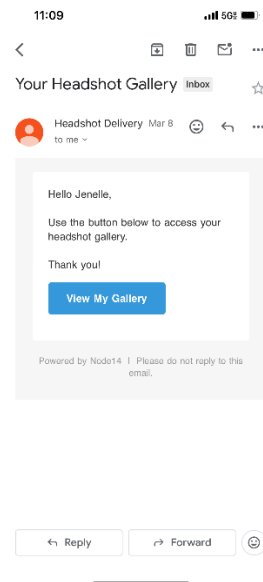 11:09
5G
Your Headshot Gallery Inbox
Headshot Delivery Mar 8
to me
Hello Jenelle,
Use the button below to access your
headshot gallery.
Thank you!
View My Gallery
Powered by Node14 | Please do not reply to this
email.
Reply
Forward